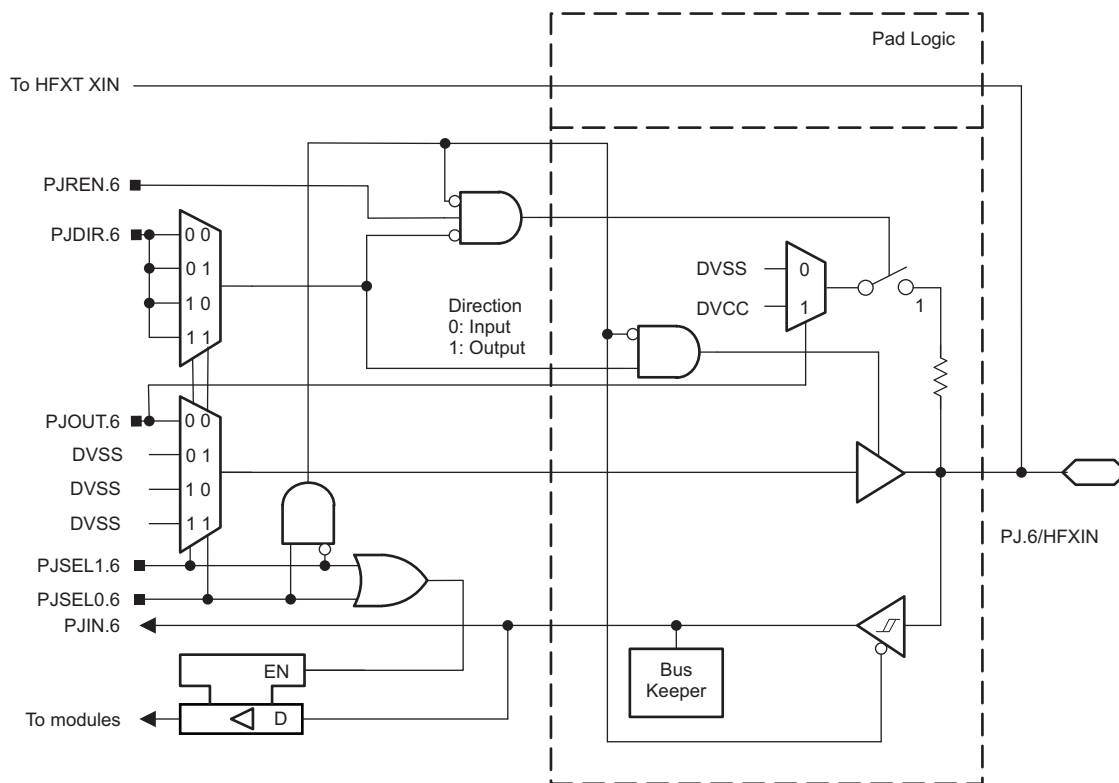 Pad Logic
To HFXT XIN
PJREN.6
PJDIR.6
0 0
0 1
1 0
1 1
Direction
0: Input
1: Output
DVSS
DVCC
0
1
1
PJOUT.6
DVSS
DVSS
DVSS
0 0
0 1
1 0
1 1
PJ.6/HFXIN
PJSEL1.6
PJSEL0.6
PJIN.6
Bus
Keeper
EN
D
To modules